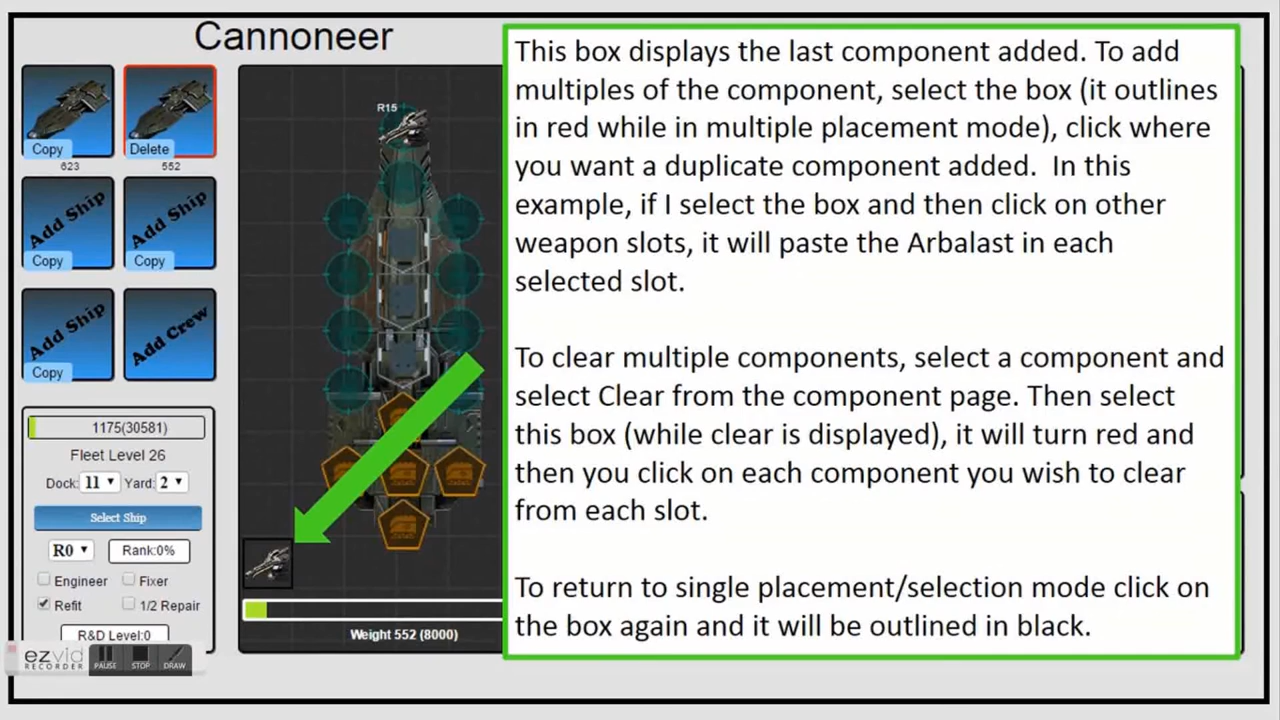 Cannoneer
Copy
Delete
623
552
Add Ship
Copy
Add Ship
Copy
Add Ship
Copy
Add Crew
1175(30581)
Fleet Level 26
Dock: 11 Yard: 2
Select Ship
R0 Rank:0%
Engineer Fixer
Refit 1/2 Repair
R&D Level:0
ezvid
RECORDER
PAUSE STOP DRAW
R15
Weight 552 (8000)
This box displays the last component added. To add
multiples of the component, select the box (it outlines
in red while in multiple placement mode), click where
you want a duplicate component added. In this
example, if I select the box and then click on other
weapon slots, it will paste the Arbalast in each
selected slot.
To clear multiple components, select a component and
select Clear from the component page. Then select
this box (while clear is displayed), it will turn red and
then you click on each component you wish to clear
from each slot.
To return to single placement/selection mode click on
the box again and it will be outlined in black.